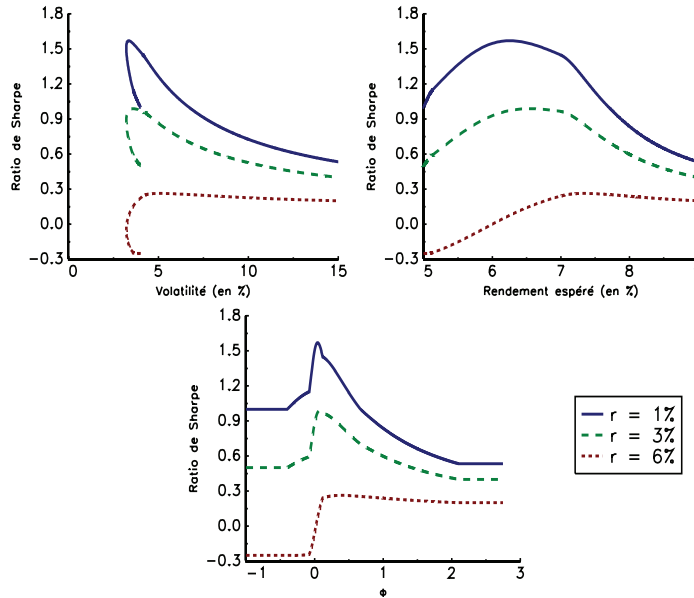 Ratio de Sharpe
1.8
1.5
1.2
0.9
0.6
0.3
0.0
−0.3
0 5 10 15
Volatilité (en %)
Ratio de Sharpe
1.8
1.5
1.2
0.9
0.6
0.3
0.0
−0.3
5 6 7 8
Rendement espéré (en %)
Ratio de Sharpe
1.8
1.5
1.2
0.9
0.6
0.3
0.0
−0.3
−1 0 1 2 3
Φ
r = 1%
r = 3%
r = 6%